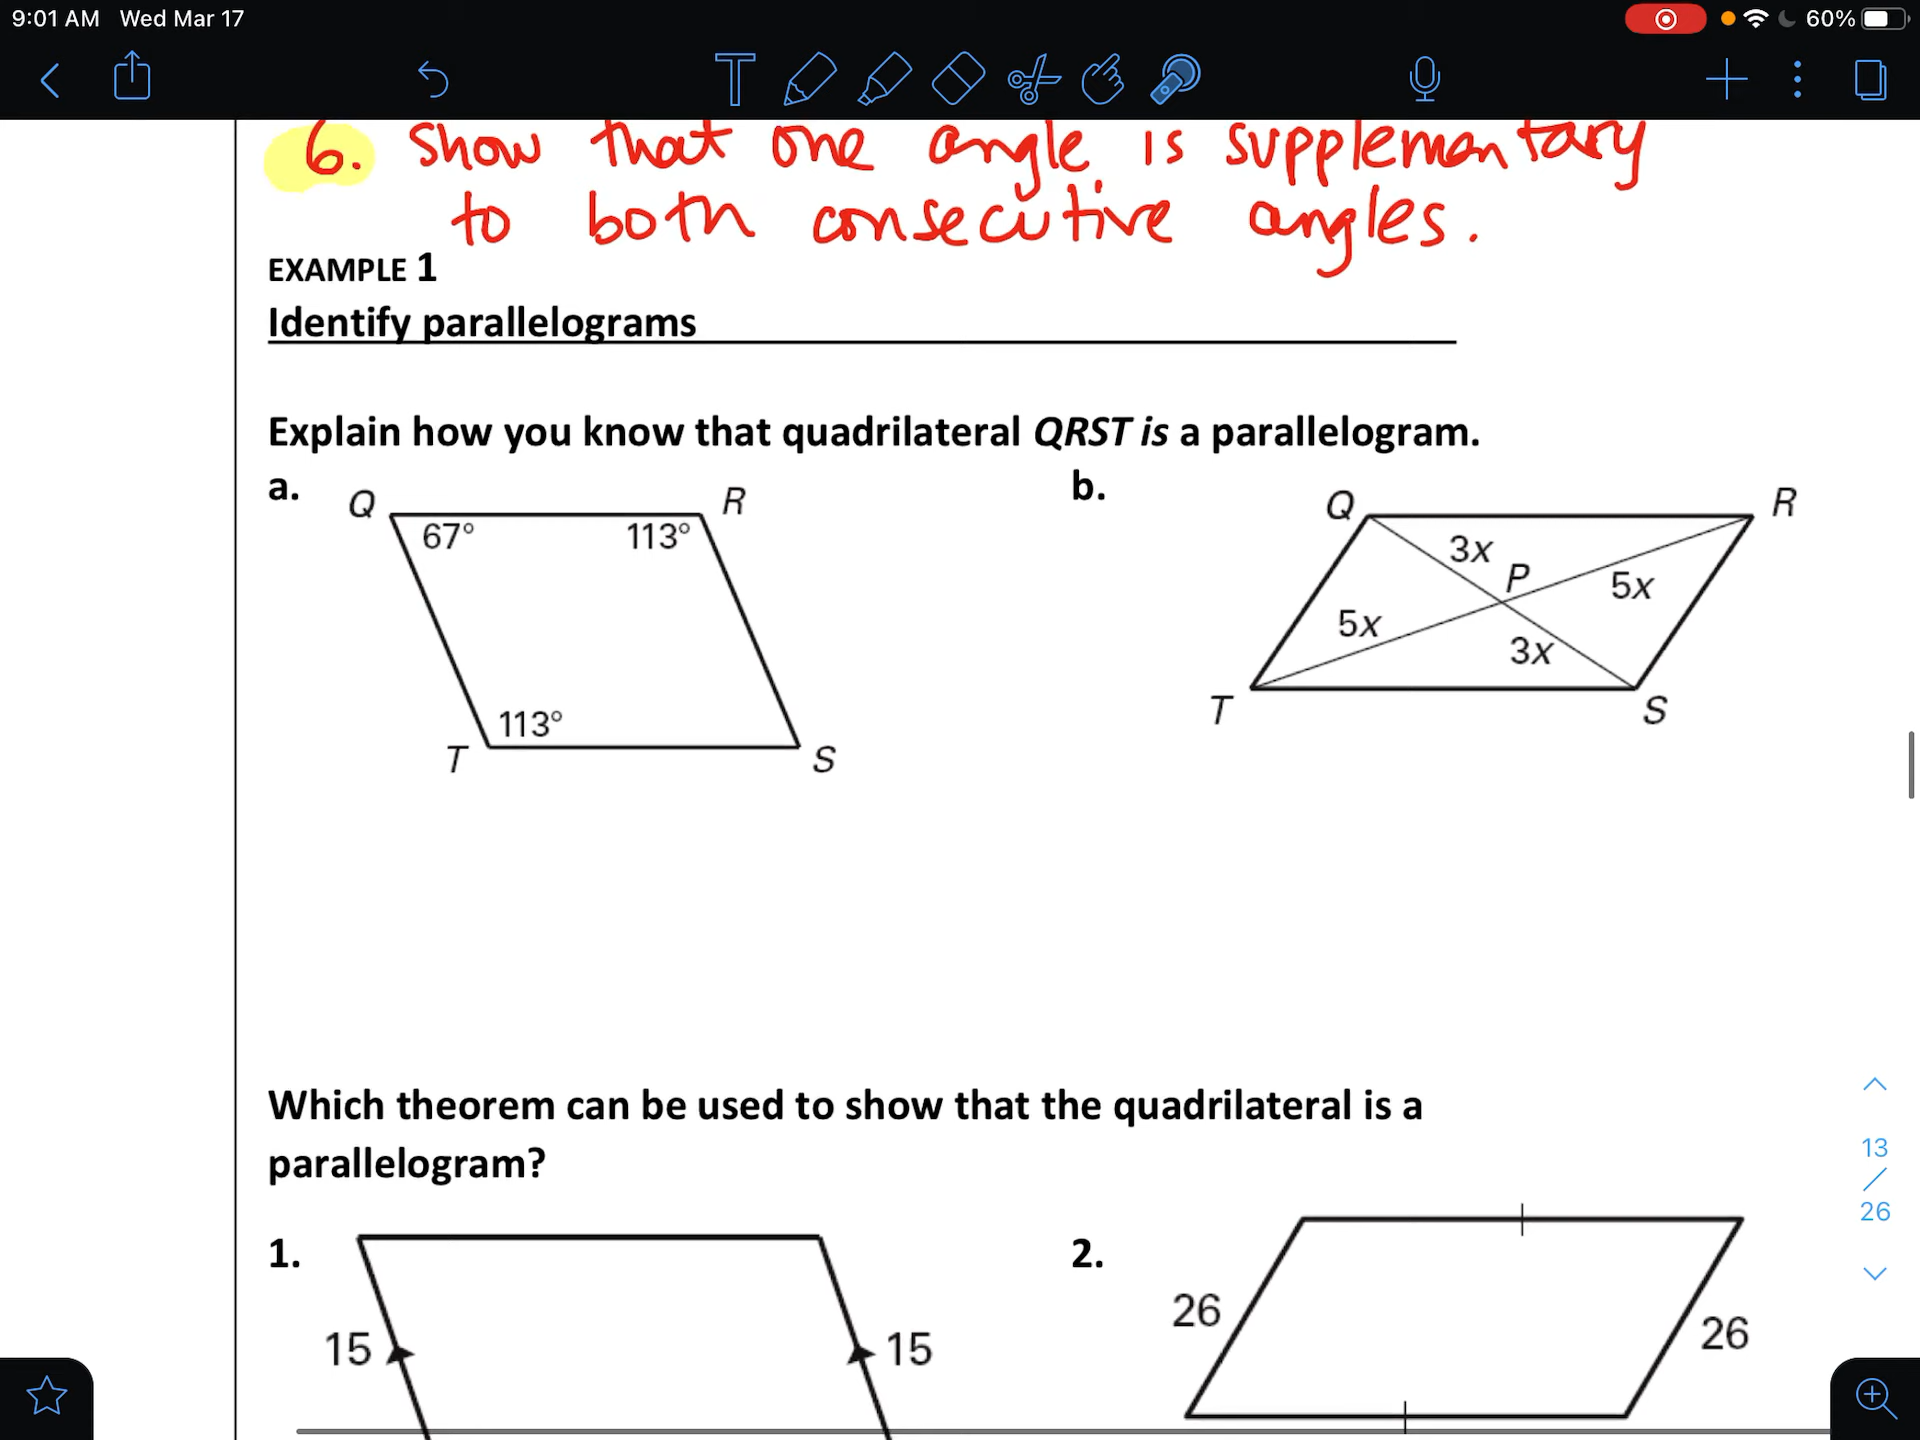 9:01 AM Wed Mar 17
60%
6. Show that one angle is supplementary
to both consecutive angles.
EXAMPLE 1
Identify parallelograms
Explain how you know that quadrilateral QRST is a parallelogram.
a.
Q
R
67°
113°
113°
T
S
b.
Q
R
3x
P
5x
5x
3x
T
S
Which theorem can be used to show that the quadrilateral is a
parallelogram?
13
/
26
1.
15
15
2.
26
26